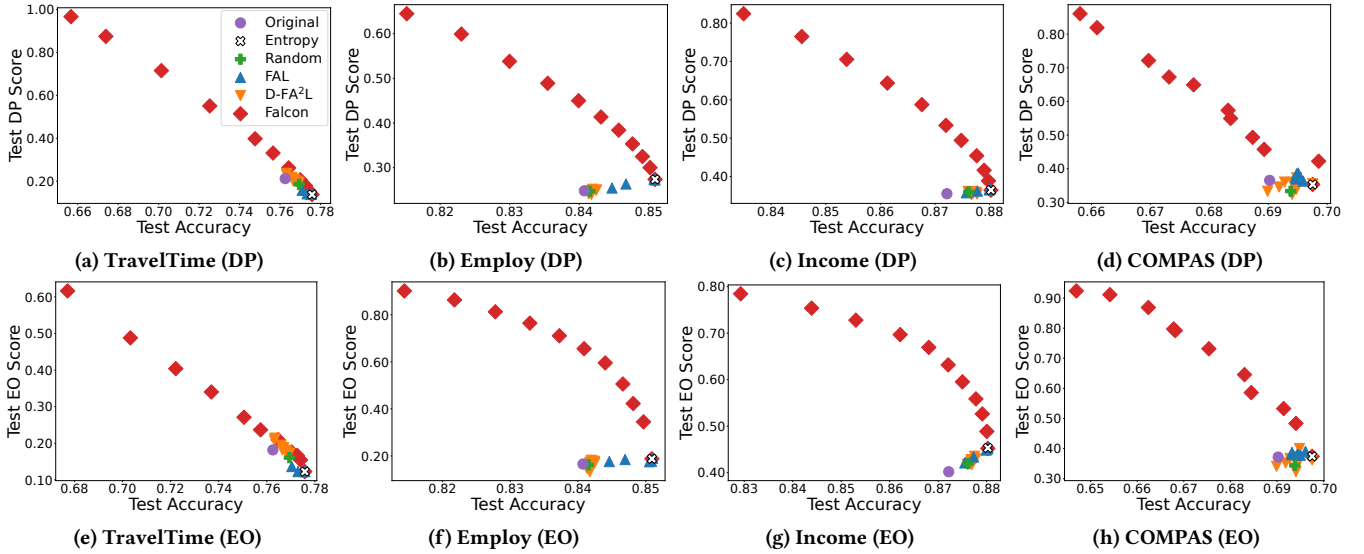 1.00
0.80
0.60
0.40
0.20
Test DP Score
0.66 0.68 0.70 0.72 0.74 0.76 0.78
Test Accuracy
Original
Entropy
Random
FAL
D-FA²L
Falcon
(a) TravelTime (DP)
0.60
0.50
0.40
0.30
Test DP Score
0.82 0.83 0.84 0.85
Test Accuracy
(b) Employ (DP)
0.80
0.70
0.60
0.50
0.40
Test DP Score
0.84 0.85 0.86 0.87 0.88
Test Accuracy
(c) Income (DP)
0.80
0.70
0.60
0.50
0.40
0.30
Test DP Score
0.66 0.67 0.68 0.69 0.70
Test Accuracy
(d) COMPAS (DP)
0.60
0.50
0.40
0.30
0.20
0.10
Test EO Score
0.68 0.70 0.72 0.74 0.76 0.78
Test Accuracy
(e) TravelTime (EO)
0.80
0.60
0.40
0.20
Test EO Score
0.82 0.83 0.84 0.85
Test Accuracy
(f) Employ (EO)
0.80
0.70
0.60
0.50
0.40
Test EO Score
0.83 0.84 0.85 0.86 0.87 0.88
Test Accuracy
(g) Income (EO)
0.90
0.80
0.70
0.60
0.50
0.40
0.30
Test EO Score
0.65 0.66 0.67 0.68 0.69 0.70
Test Accuracy
(h) COMPAS (EO)